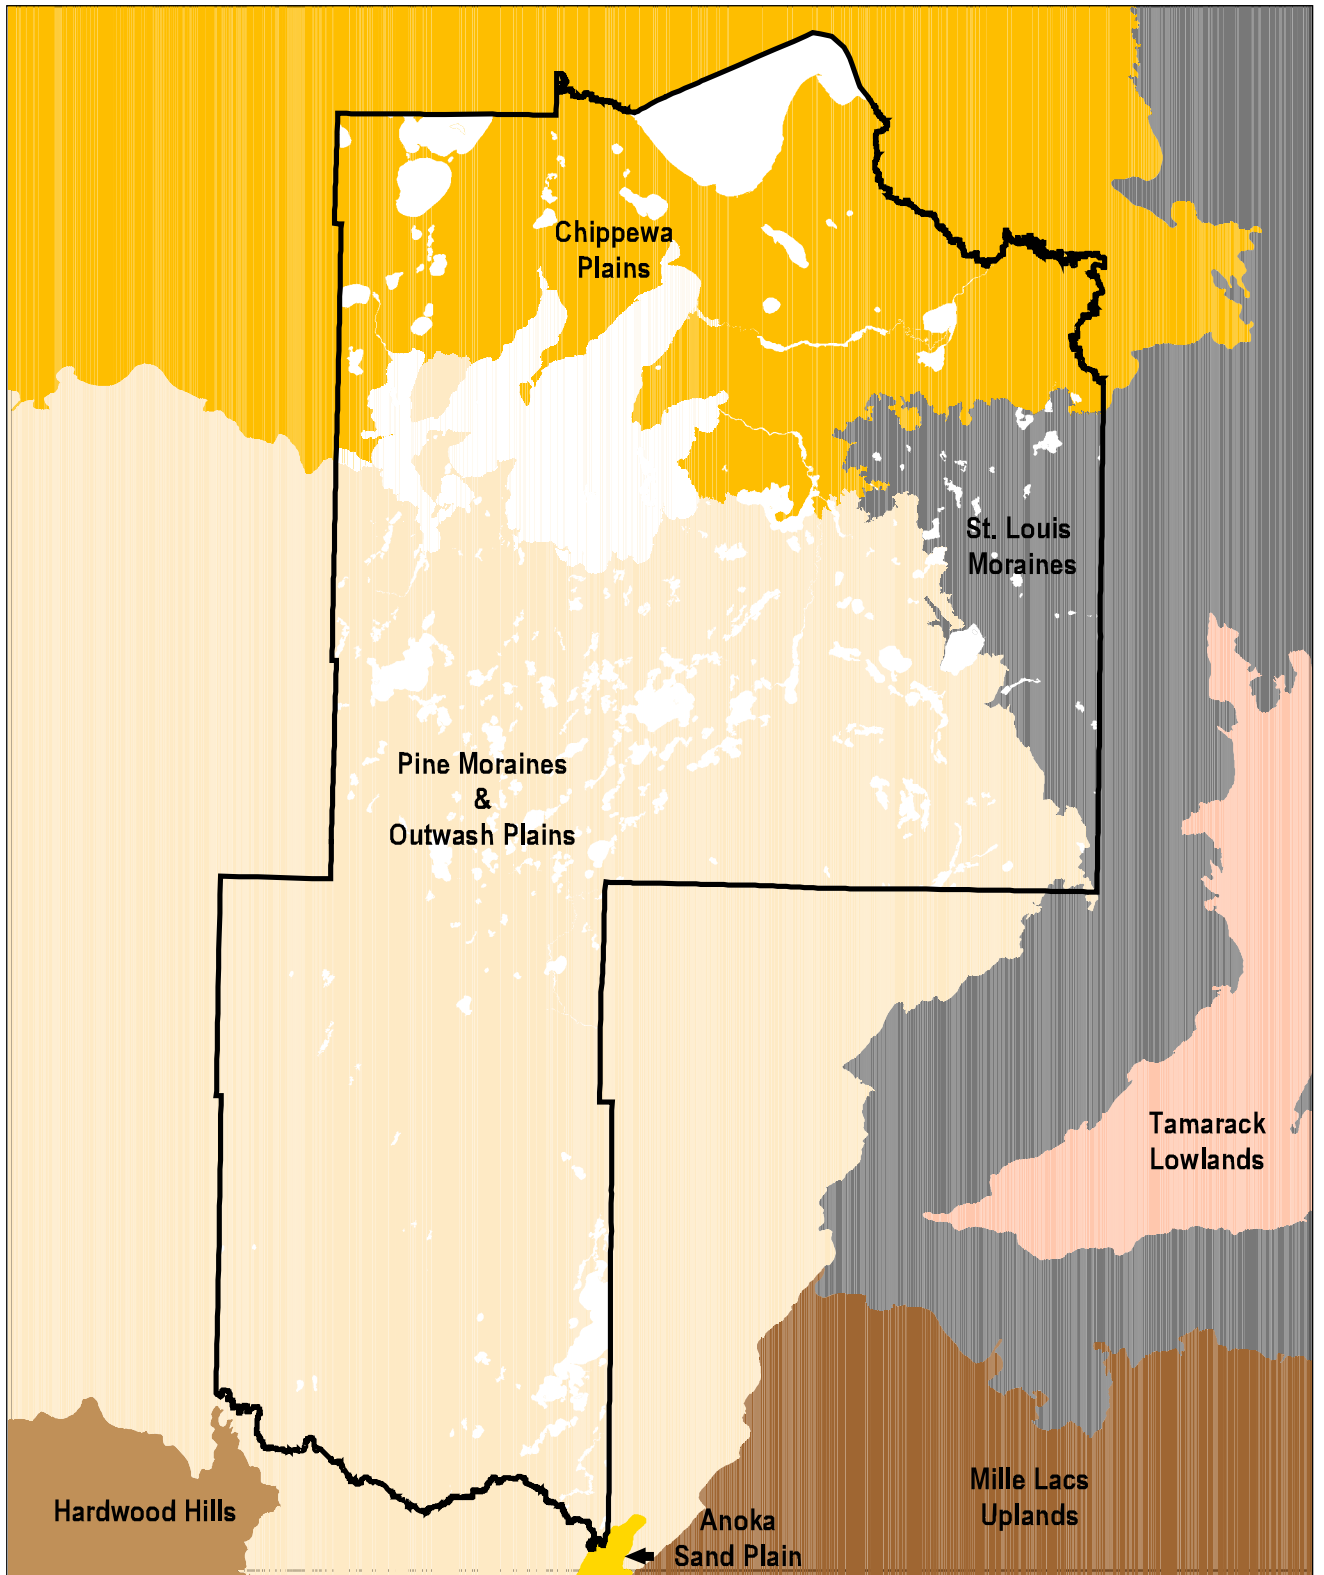 Chippewa
Plains
St. Louis
Moraines
Pine Moraines
&
Outwash Plains
Tamarack
Lowlands
Hardwood Hills
Mille Lacs
Uplands
Anoka
Sand Plain